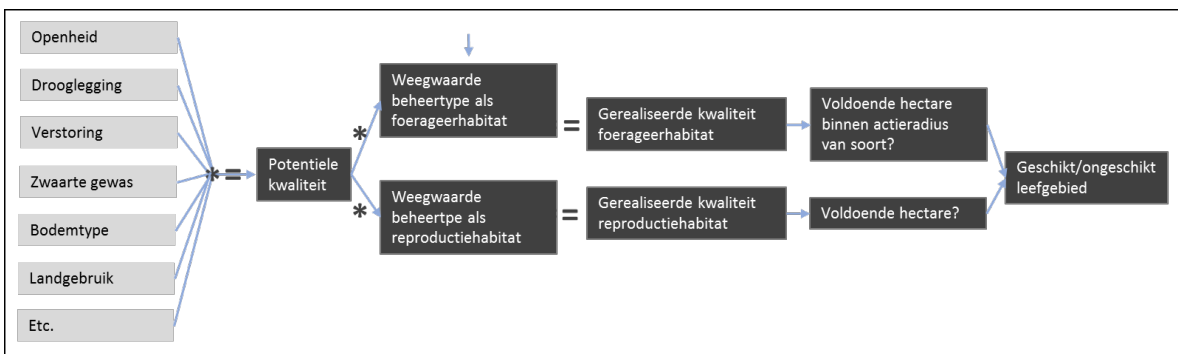 Openheid
Drooglegging
Verstoring
Zwaarte gewas
Bodemtype
Landgebruik
Etc.
* =
Potentiele
kwaliteit
*
*
Weegwaarde
beheertype als
foerageerhabitat
=
Gerealiseerde kwaliteit
foerageerhabitat
Voldoende hectare
binnen actieradius
van soort?
Weegwaarde
beheertpe als
reproductiehabitat
=
Gerealiseerde kwaliteit
reproductiehabitat
Voldoende hectare?
Geschikt/ongeschikt
leefgebied